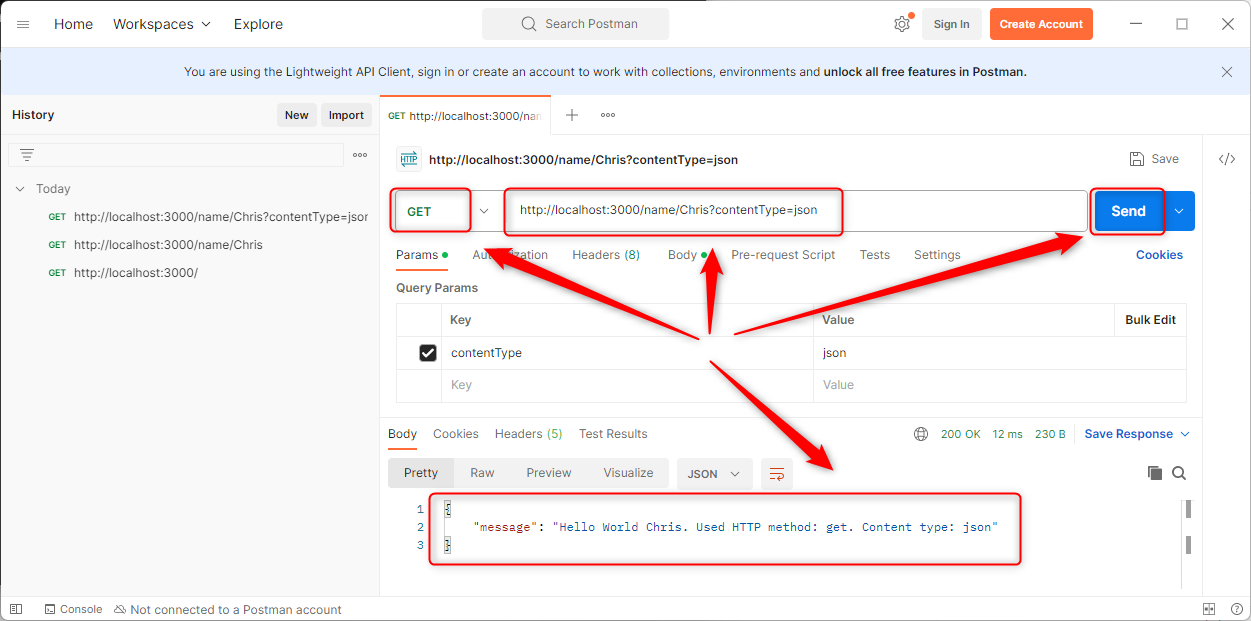 Home Workspaces Explore Search Postman Sign In Create Account
You are using the Lightweight API Client, sign in or create an account to work with collections, environments and unlock all free features in Postman.
History New Import
GET http://localhost:3000/nam
HTTP http://localhost:3000/name/Chris?contentType=json Save </>
Today
GET http://localhost:3000/name/Chris?contentType=jsor
GET http://localhost:3000/name/Chris
GET http://localhost:3000/
GET http://localhost:3000/name/Chris?contentType=json Send
Params Authorization Headers (8) Body Pre-request Script Tests Settings Cookies
Query Params
Key Value Bulk Edit
contentType json
Key Value
Body Cookies Headers (5) Test Results 200 OK 12 ms 230 B Save Response
Pretty Raw Preview Visualize JSON
1 {
2 "message": "Hello World Chris. Used HTTP method: get. Content type: json"
3 }
Console Not connected to a Postman account